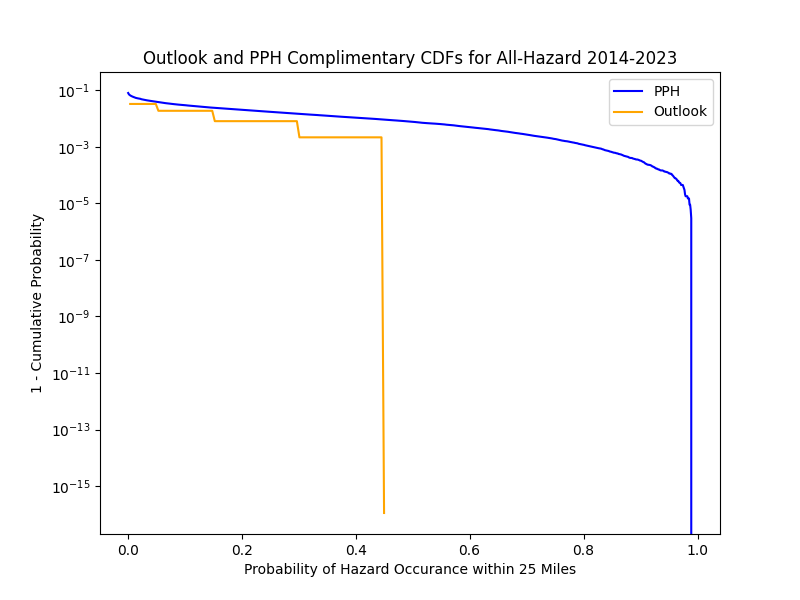 Outlook and PPH Complimentary CDFs for All-Hazard 2014-2023
PPH
Outlook
1 - Cumulative Probability
10⁻¹
10⁻³
10⁻⁵
10⁻⁷
10⁻⁹
10⁻¹¹
10⁻¹³
10⁻¹⁵
0.0 0.2 0.4 0.6 0.8 1.0
Probability of Hazard Occurance within 25 Miles